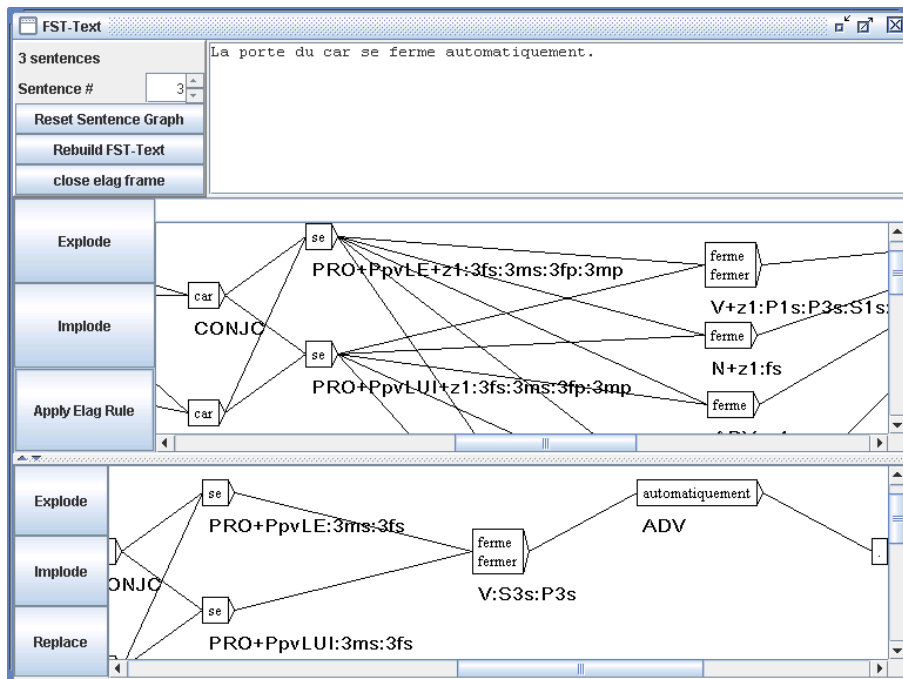 FST-Text
3 sentences
Sentence #
3
Reset Sentence Graph
Rebuild FST-Text
close elag frame
La porte du car se ferme automatiquement.
Explode
Implode
Apply Elag Rule
car
CONJC
car
se
PRO+PpvLE+z1:3fs:3ms:3fp:3mp
se
PRO+PpvLUI+z1:3fs:3ms:3fp:3mp
ferme
fermer
V+z1:P1s:P3s:S1s:
ferme
N+z1:fs
ferme
Explode
Implode
Replace
ONJC
se
PRO+PpvLE:3ms:3fs
se
PRO+PpvLUI:3ms:3fs
ferme
fermer
V:S3s:P3s
automatiquement
ADV
.